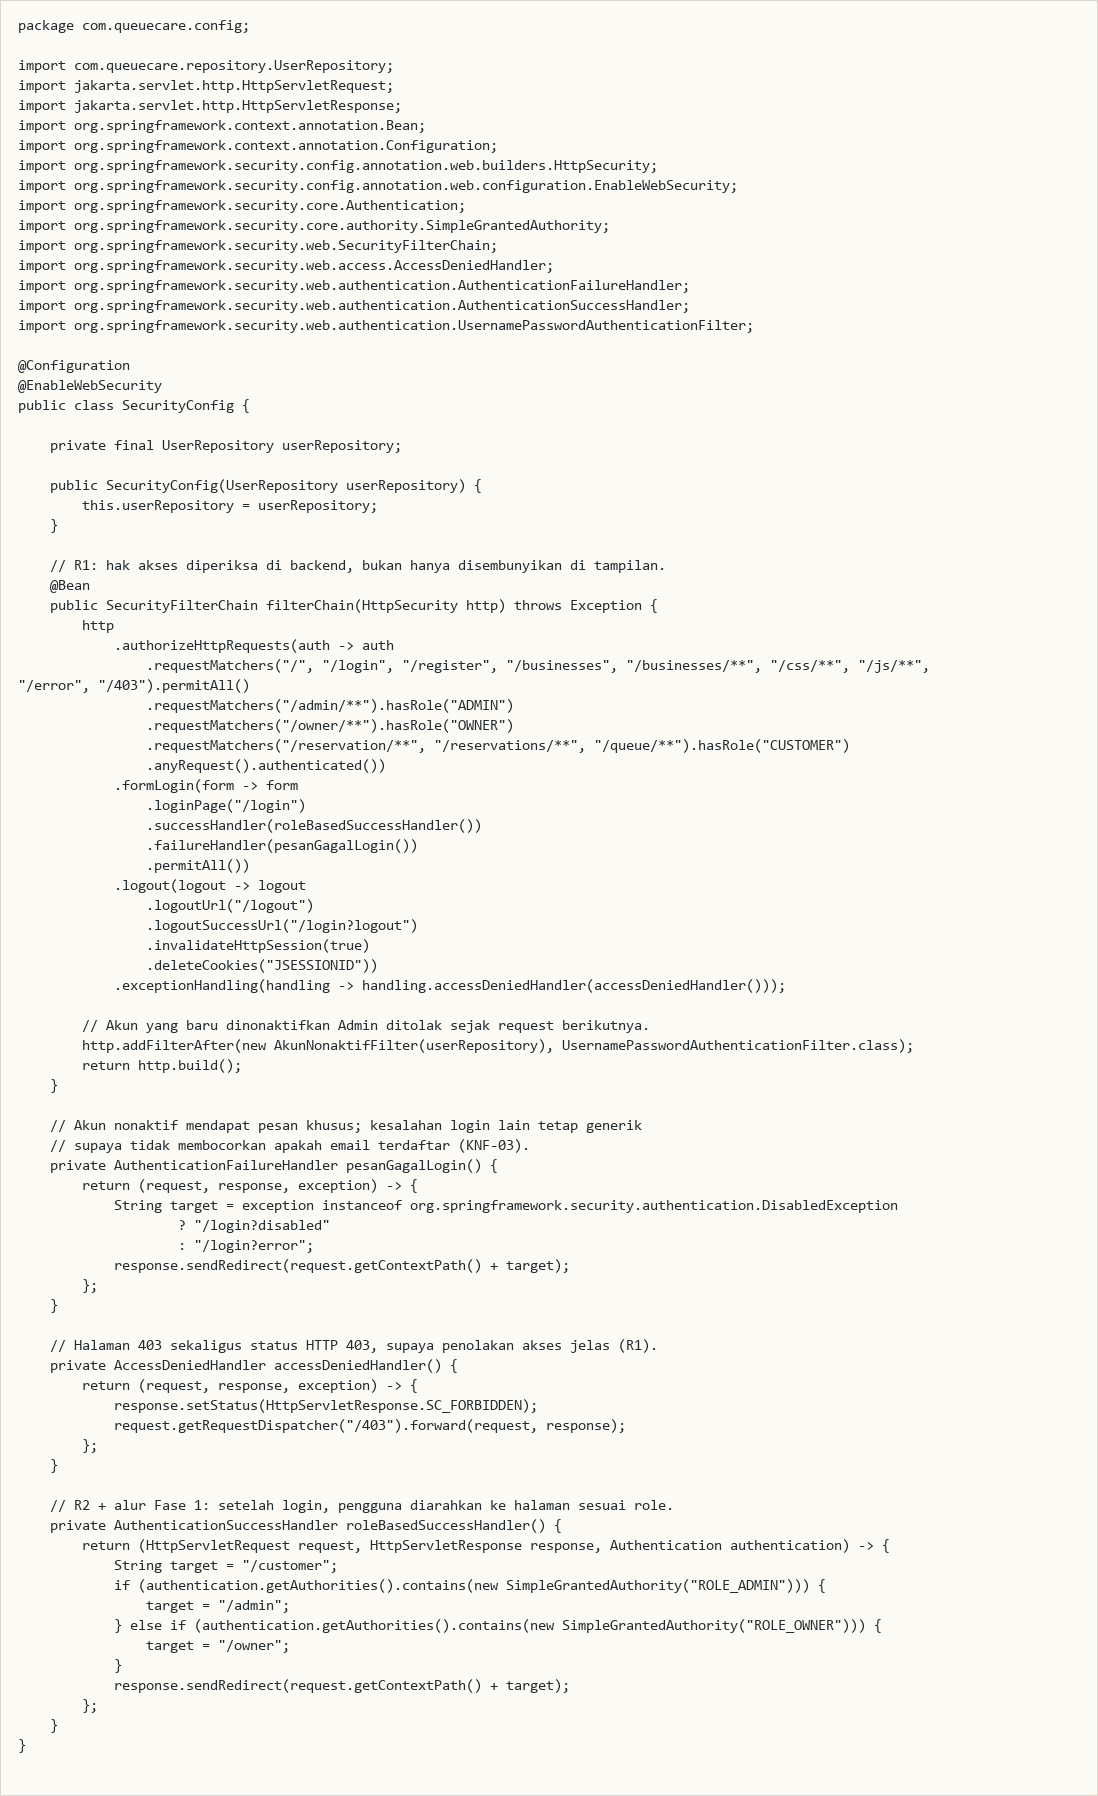 package com.queuecare.config;

import com.queuecare.repository.UserRepository;
import jakarta.servlet.http.HttpServletRequest;
import jakarta.servlet.http.HttpServletResponse;
import org.springframework.context.annotation.Bean;
import org.springframework.context.annotation.Configuration;
import org.springframework.security.config.annotation.web.builders.HttpSecurity;
import org.springframework.security.config.annotation.web.configuration.EnableWebSecurity;
import org.springframework.security.core.Authentication;
import org.springframework.security.core.authority.SimpleGrantedAuthority;
import org.springframework.security.web.SecurityFilterChain;
import org.springframework.security.web.access.AccessDeniedHandler;
import org.springframework.security.web.authentication.AuthenticationFailureHandler;
import org.springframework.security.web.authentication.AuthenticationSuccessHandler;
import org.springframework.security.web.authentication.UsernamePasswordAuthenticationFilter;

@Configuration
@EnableWebSecurity
public class SecurityConfig {

    private final UserRepository userRepository;

    public SecurityConfig(UserRepository userRepository) {
        this.userRepository = userRepository;
    }

    // R1: hak akses diperiksa di backend, bukan hanya disembunyikan di tampilan.
    @Bean
    public SecurityFilterChain filterChain(HttpSecurity http) throws Exception {
        http
            .authorizeHttpRequests(auth -> auth
                .requestMatchers("/", "/login", "/register", "/businesses", "/businesses/**", "/css/**", "/js/**",
"/error", "/403").permitAll()
                .requestMatchers("/admin/**").hasRole("ADMIN")
                .requestMatchers("/owner/**").hasRole("OWNER")
                .requestMatchers("/reservation/**", "/reservations/**", "/queue/**").hasRole("CUSTOMER")
                .anyRequest().authenticated())
            .formLogin(form -> form
                .loginPage("/login")
                .successHandler(roleBasedSuccessHandler())
                .failureHandler(pesanGagalLogin())
                .permitAll())
            .logout(logout -> logout
                .logoutUrl("/logout")
                .logoutSuccessUrl("/login?logout")
                .invalidateHttpSession(true)
                .deleteCookies("JSESSIONID"))
            .exceptionHandling(handling -> handling.accessDeniedHandler(accessDeniedHandler()));

        // Akun yang baru dinonaktifkan Admin ditolak sejak request berikutnya.
        http.addFilterAfter(new AkunNonaktifFilter(userRepository), UsernamePasswordAuthenticationFilter.class);
        return http.build();
    }

    // Akun nonaktif mendapat pesan khusus; kesalahan login lain tetap generik
    // supaya tidak membocorkan apakah email terdaftar (KNF-03).
    private AuthenticationFailureHandler pesanGagalLogin() {
        return (request, response, exception) -> {
            String target = exception instanceof org.springframework.security.authentication.DisabledException
                    ? "/login?disabled"
                    : "/login?error";
            response.sendRedirect(request.getContextPath() + target);
        };
    }

    // Halaman 403 sekaligus status HTTP 403, supaya penolakan akses jelas (R1).
    private AccessDeniedHandler accessDeniedHandler() {
        return (request, response, exception) -> {
            response.setStatus(HttpServletResponse.SC_FORBIDDEN);
            request.getRequestDispatcher("/403").forward(request, response);
        };
    }

    // R2 + alur Fase 1: setelah login, pengguna diarahkan ke halaman sesuai role.
    private AuthenticationSuccessHandler roleBasedSuccessHandler() {
        return (HttpServletRequest request, HttpServletResponse response, Authentication authentication) -> {
            String target = "/customer";
            if (authentication.getAuthorities().contains(new SimpleGrantedAuthority("ROLE_ADMIN"))) {
                target = "/admin";
            } else if (authentication.getAuthorities().contains(new SimpleGrantedAuthority("ROLE_OWNER"))) {
                target = "/owner";
            }
            response.sendRedirect(request.getContextPath() + target);
        };
    }
}